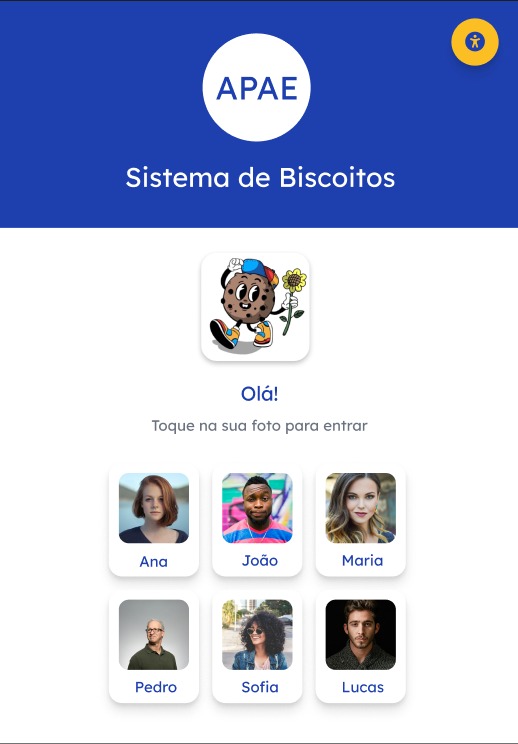 APAE
Sistema de Biscoitos
Olá!
Toque na sua foto para entrar
Ana
João
Maria
Pedro
Sofia
Lucas